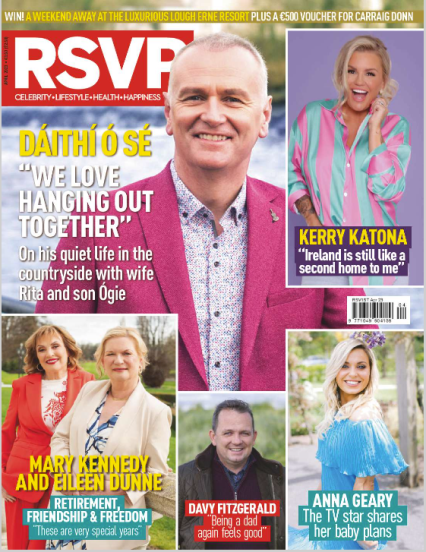 WIN! A WEEKEND AWAY AT THE LUXURIOUS LOUGH ERNE RESORT PLUS A €500 VOUCHER FOR CARRAIG DONN
RSVP
CELEBRITY • LIFESTYLE • HEALTH • HAPPINESS
DÁITHÍ Ó SÉ
"WE LOVE
HANGING OUT
TOGETHER"
On his quiet life in the
countryside with wife
Rita and son Ógie
KERRY KATONA
"Ireland is still like a
second home to me"
MARY KENNEDY
AND EILEEN DUNNE
RETIREMENT,
FRIENDSHIP & FREEDOM
"These are very special years"
DAVY FITZGERALD
"Being a dad
again feels good"
ANNA GEARY
The TV star shares
her baby plans